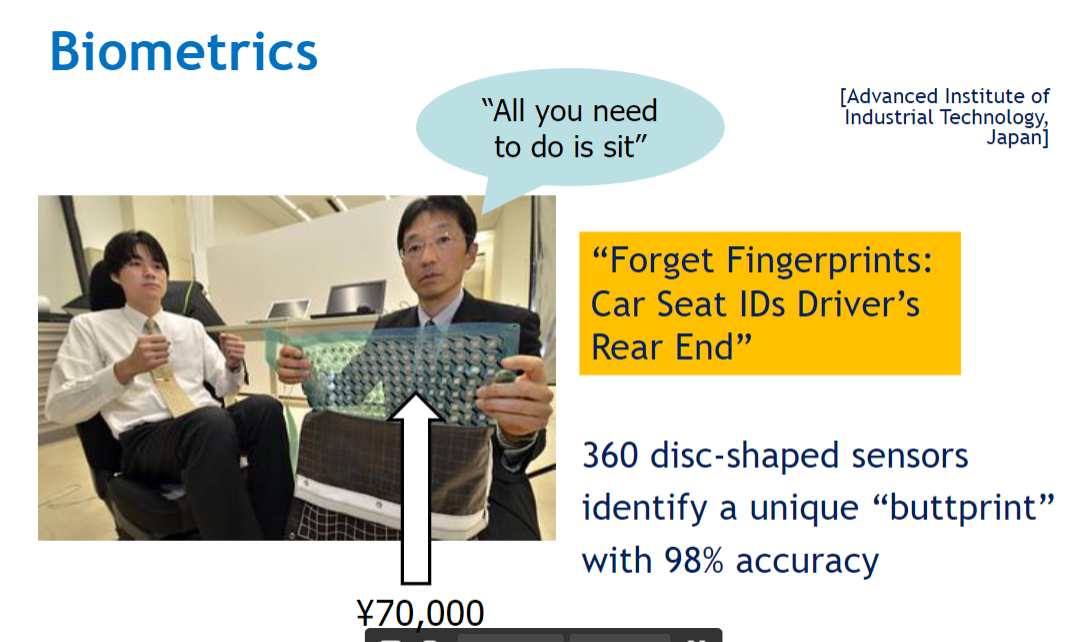 Biometrics
“All you need
to do is sit”
[Advanced Institute of
Industrial Technology,
Japan]
“Forget Fingerprints:
Car Seat IDs Driver’s
Rear End”
360 disc-shaped sensors
identify a unique “buttprint”
with 98% accuracy
¥70,000